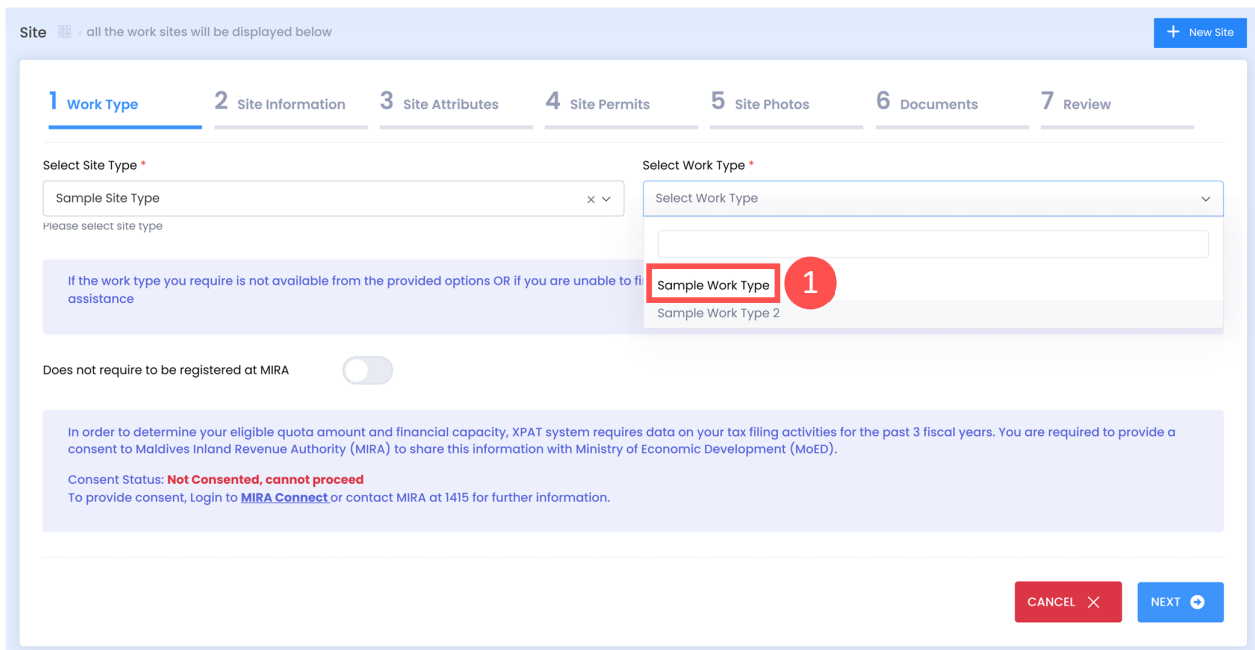 Site - all the work sites will be displayed below
+ New Site
1 Work Type
2 Site Information
3 Site Attributes
4 Site Permits
5 Site Photos
6 Documents
7 Review
Select Site Type *
Select Work Type *
Sample Site Type
Select Work Type
Please select site type
If the work type you require is not available from the provided options OR if you are unable to
assistance
Sample Work Type
1
Sample Work Type 2
Does not require to be registered at MIRA
In order to determine your eligible quota amount and financial capacity, XPAT system requires data on your tax filing activities for the past 3 fiscal years. You are required to provide a
consent to Maldives Inland Revenue Authority (MIRA) to share this information with Ministry of Economic Development (MoED).
Consent Status: Not Consented, cannot proceed
To provide consent, Login to MIRA Connect or contact MIRA at 1415 for further information.
CANCEL
NEXT